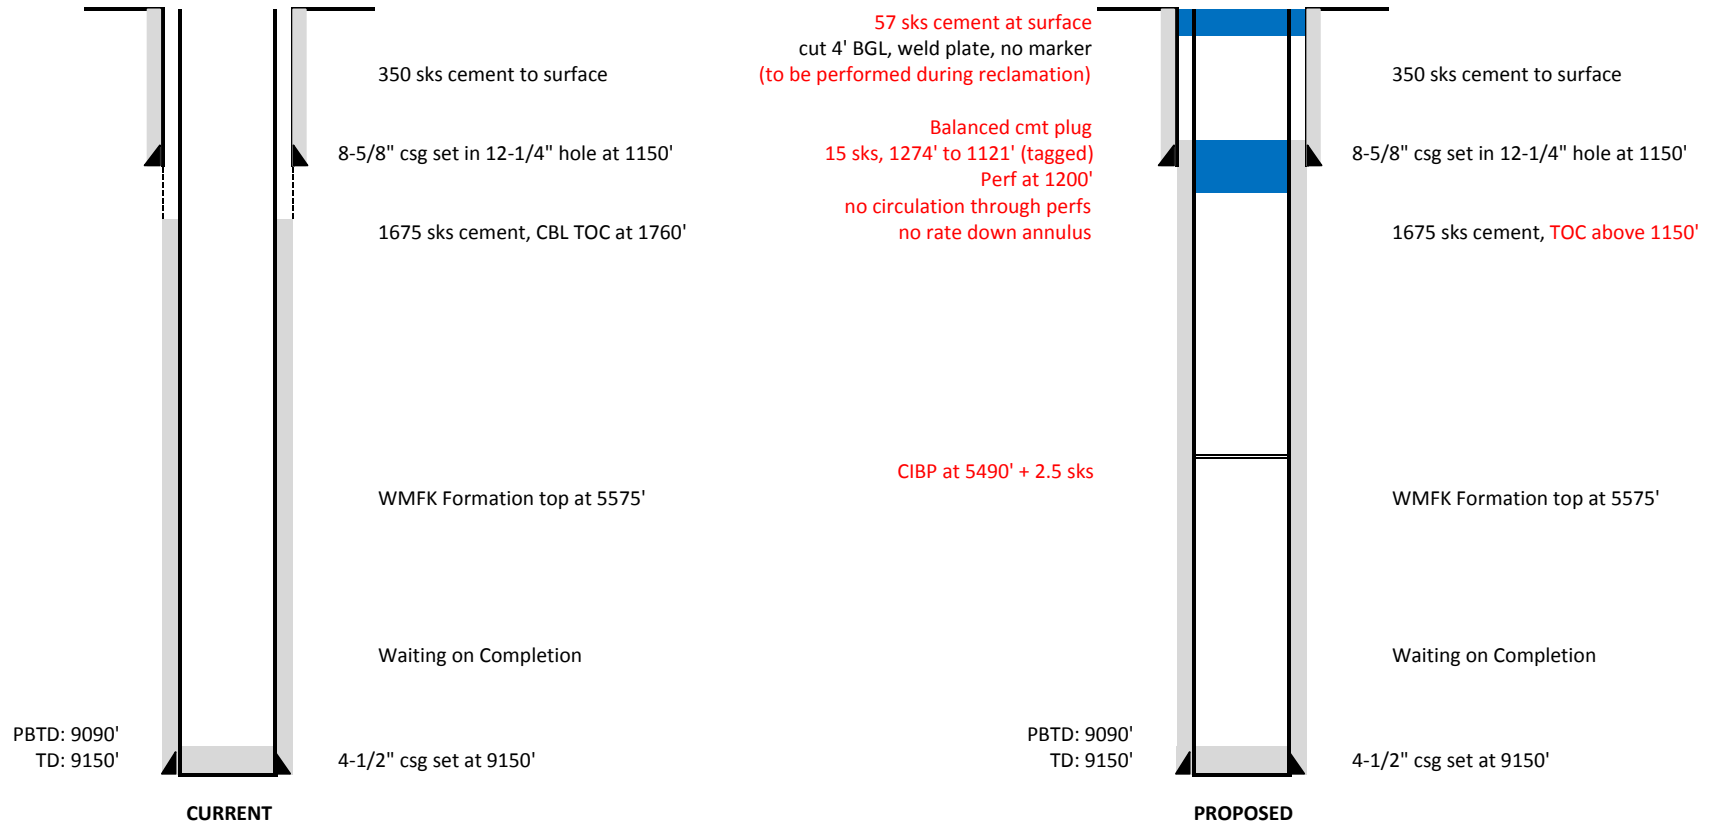 350 sks cement to surface
8-5/8" csg set in 12-1/4" hole at 1150'
1675 sks cement, CBL TOC at 1760'
WMFK Formation top at 5575'
Waiting on Completion
PBTD: 9090'
TD: 9150'
4-1/2" csg set at 9150'
CURRENT
57 sks cement at surface
cut 4' BGL, weld plate, no marker
(to be performed during reclamation)
Balanced cmt plug
15 sks, 1274' to 1121' (tagged)
Perf at 1200'
no circulation through perfs
no rate down annulus
CIBP at 5490' + 2.5 sks
350 sks cement to surface
8-5/8" csg set in 12-1/4" hole at 1150'
1675 sks cement, TOC above 1150'
WMFK Formation top at 5575'
Waiting on Completion
PBTD: 9090'
TD: 9150'
4-1/2" csg set at 9150'
PROPOSED